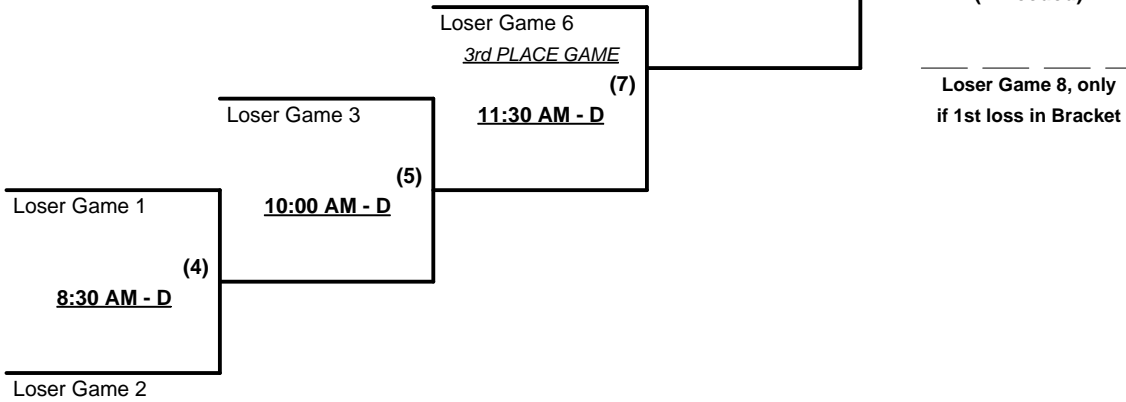 Loser Game 6
3rd PLACE GAME
(7)
Loser Game 8, only
Loser Game 3
11:30 AM - D
if 1st loss in Bracket
(5)
Loser Game 1
10:00 AM - D
(4)
8:30 AM - D
Loser Game 2